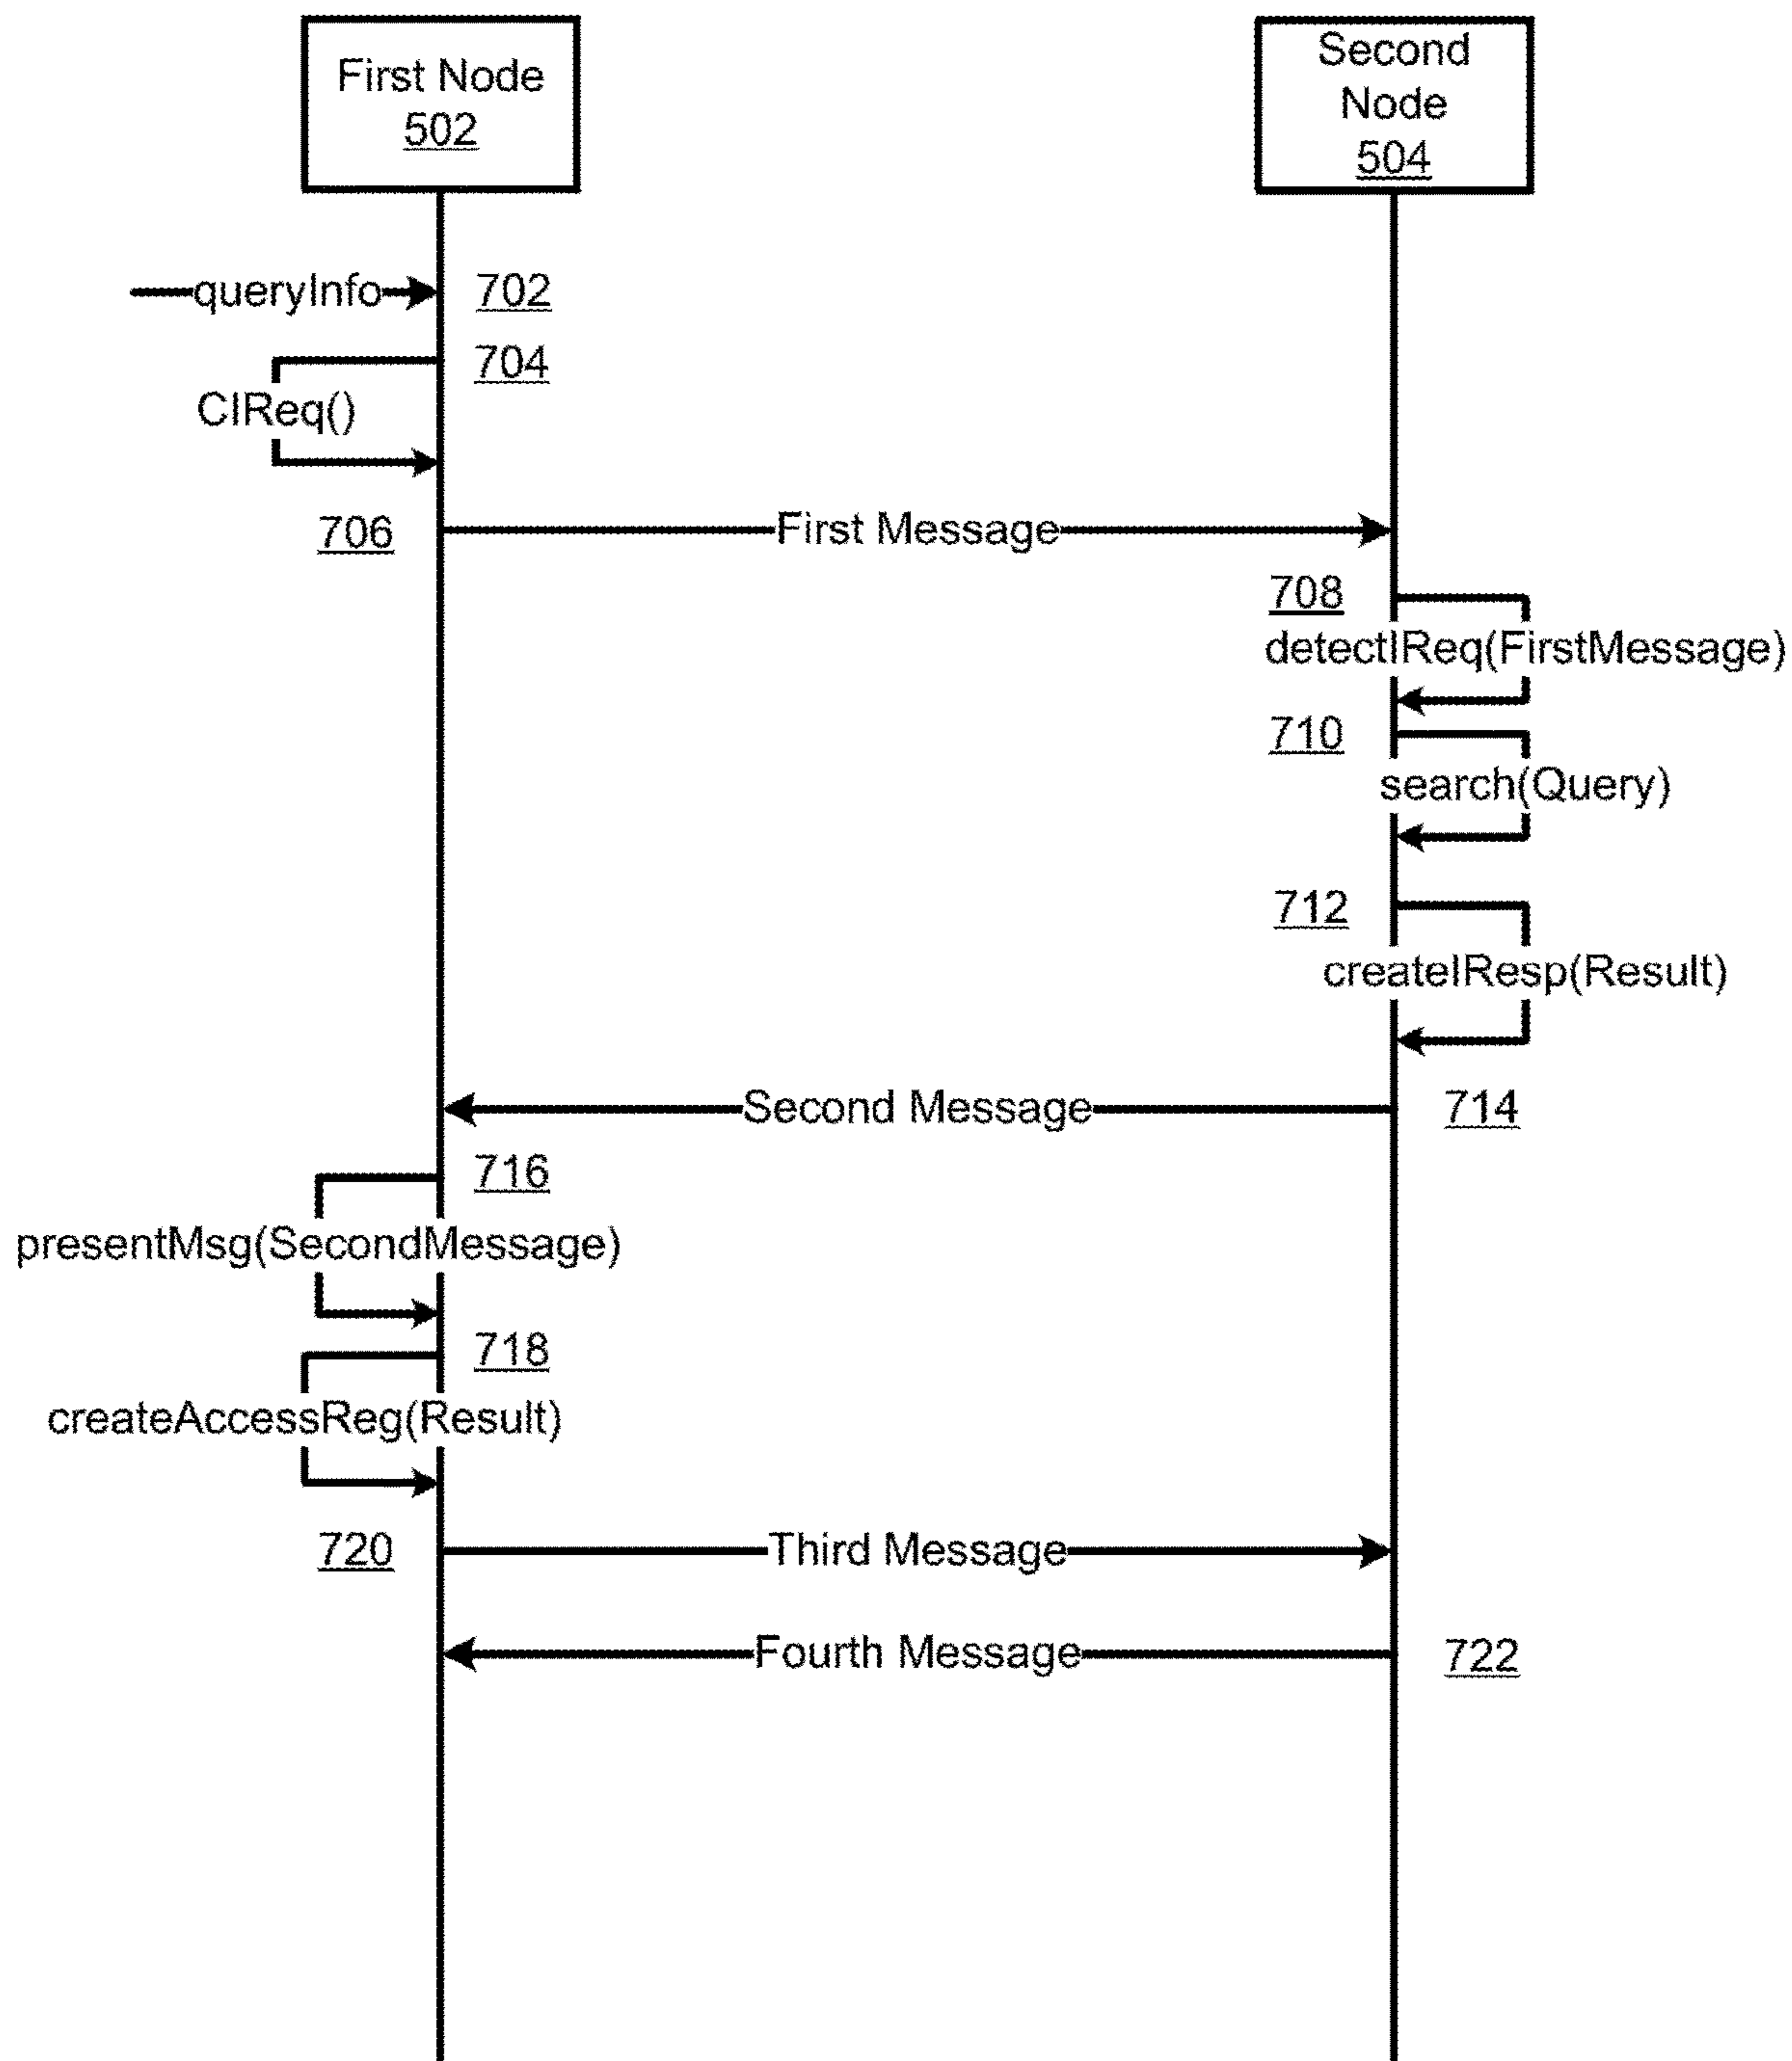 First Node
502
Second
Node
504
queryInfo
702
704
CIReq()
706
First Message
708
detectIReq(FirstMessage)
710
search(Query)
712
createIResp(Result)
Second Message
714
716
presentMsg(SecondMessage)
718
createAccessReg(Result)
720
Third Message
Fourth Message
722